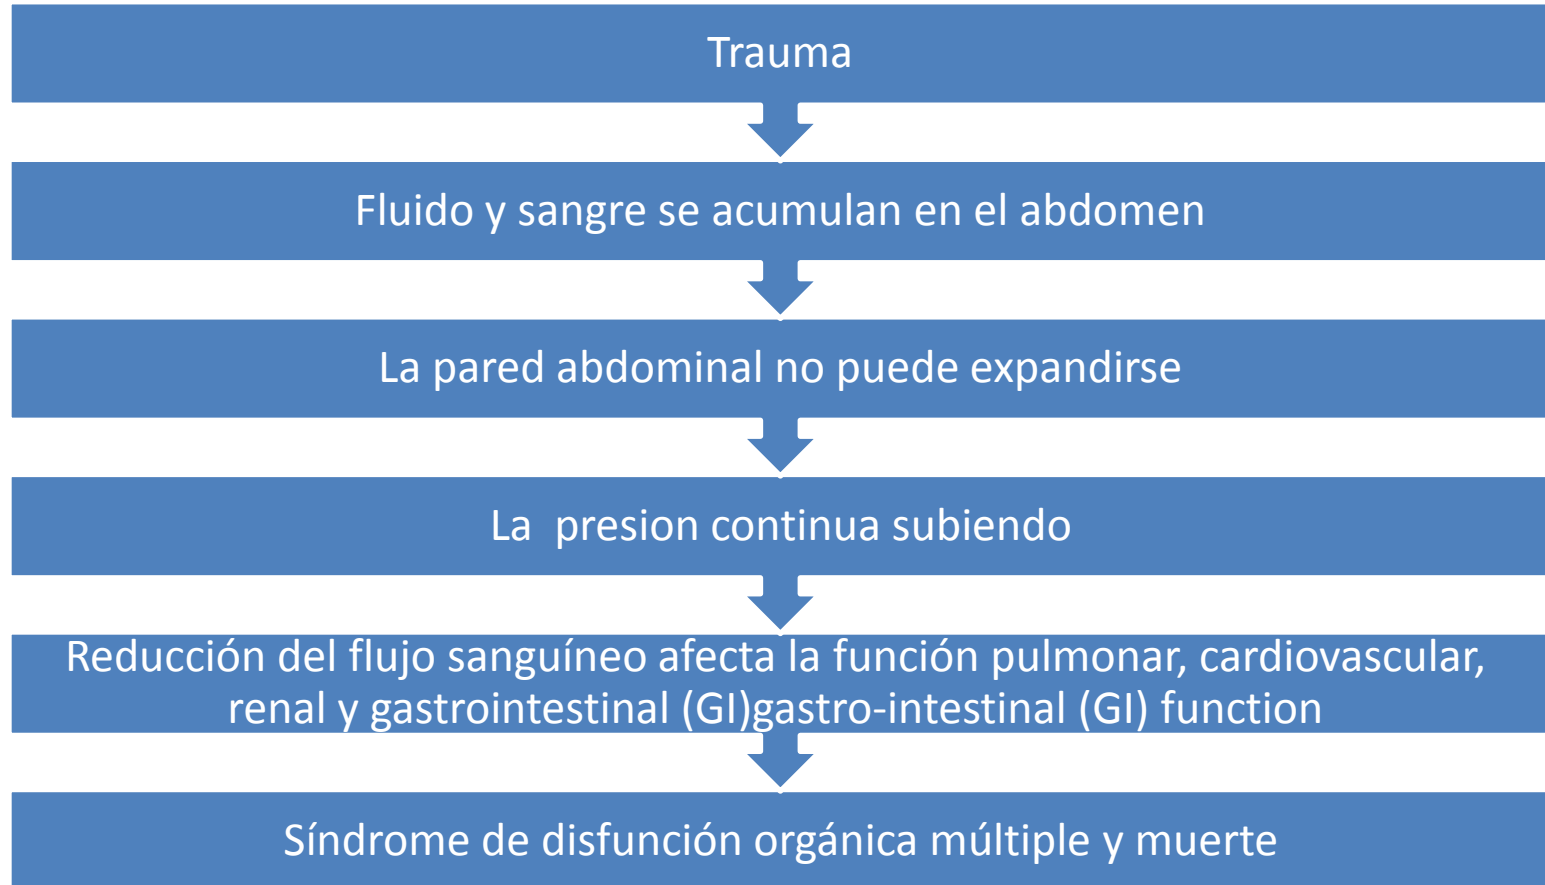 Trauma
Fluido y sangre se acumulan en el abdomen
La pared abdominal no puede expandirse
La  presion continua subiendo
Reducción del flujo sanguíneo afecta la función pulmonar, cardiovascular,
renal y gastrointestinal (GI)gastro-intestinal (GI) function
Síndrome de disfunción orgánica múltiple y muerte